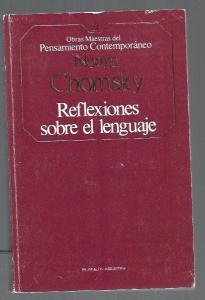 Obras Maestras del
Pensamiento Contemporáneo
Noam
Chomsky
Reflexiones
sobre el lenguaje